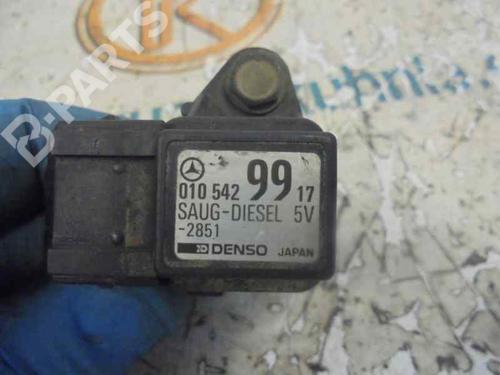 B-PARTS
010 542 99 17
SAUG-DIESEL 5V
-2851
DENSO JAPAN